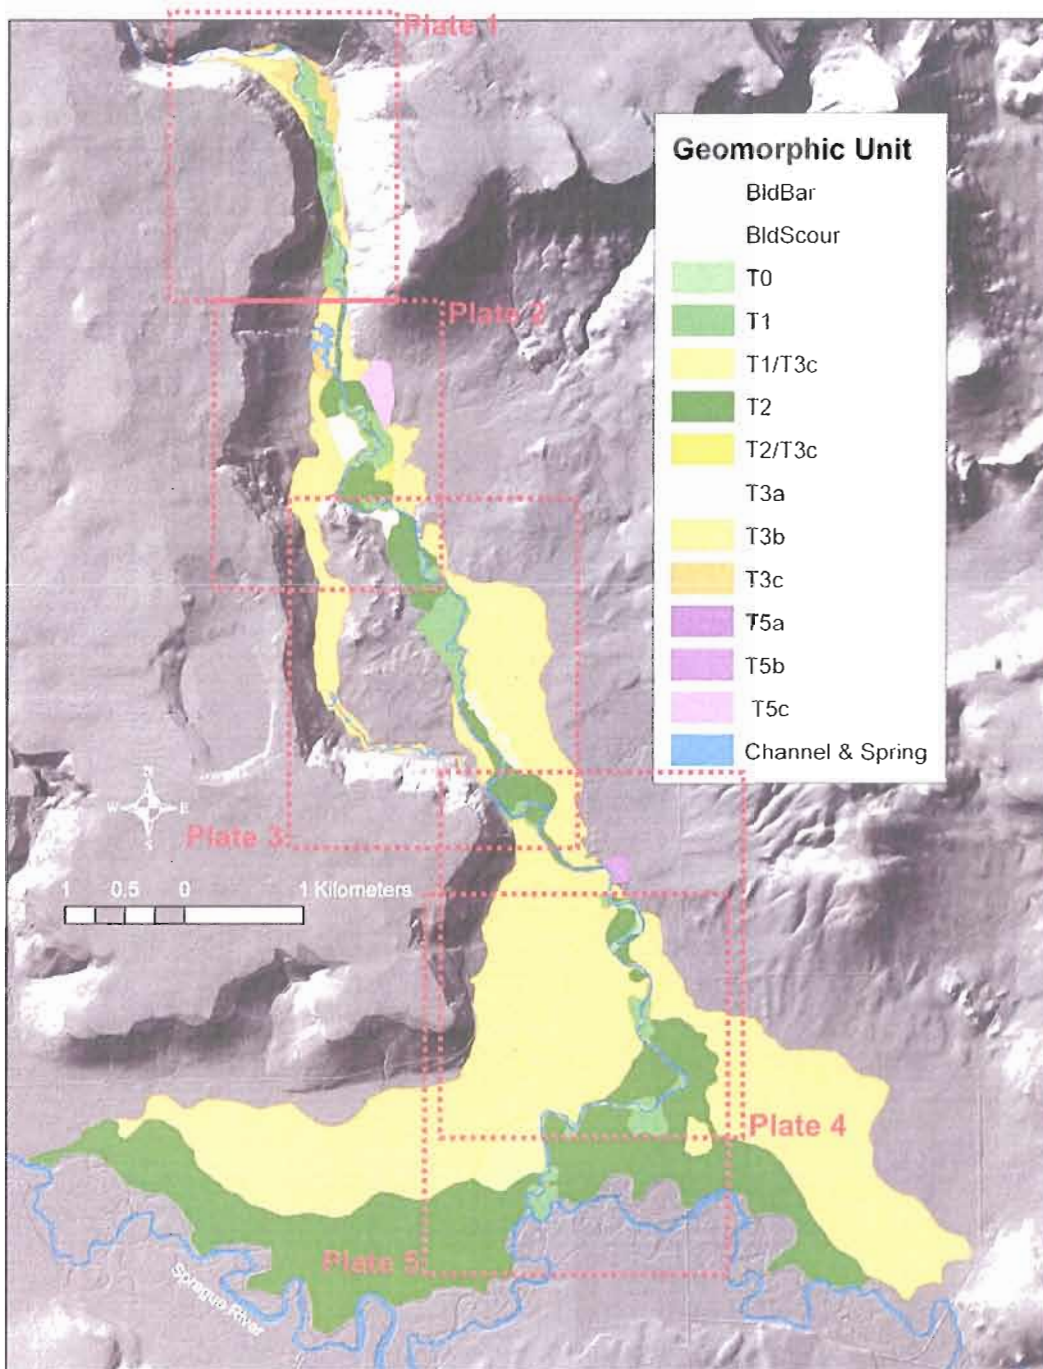 Plate 1
Geomorphic Unit
BldBar
BldScour
T0
T1
T1/T3c
T2
T2/T3c
T3a
T3b
T3c
T5a
T5b
T5c
Channel & Spring
Plate 2
N
W E
S
Plate 3
1 0.5 0 1 Kilometers
Plate 4
Plate 5
Sprague River